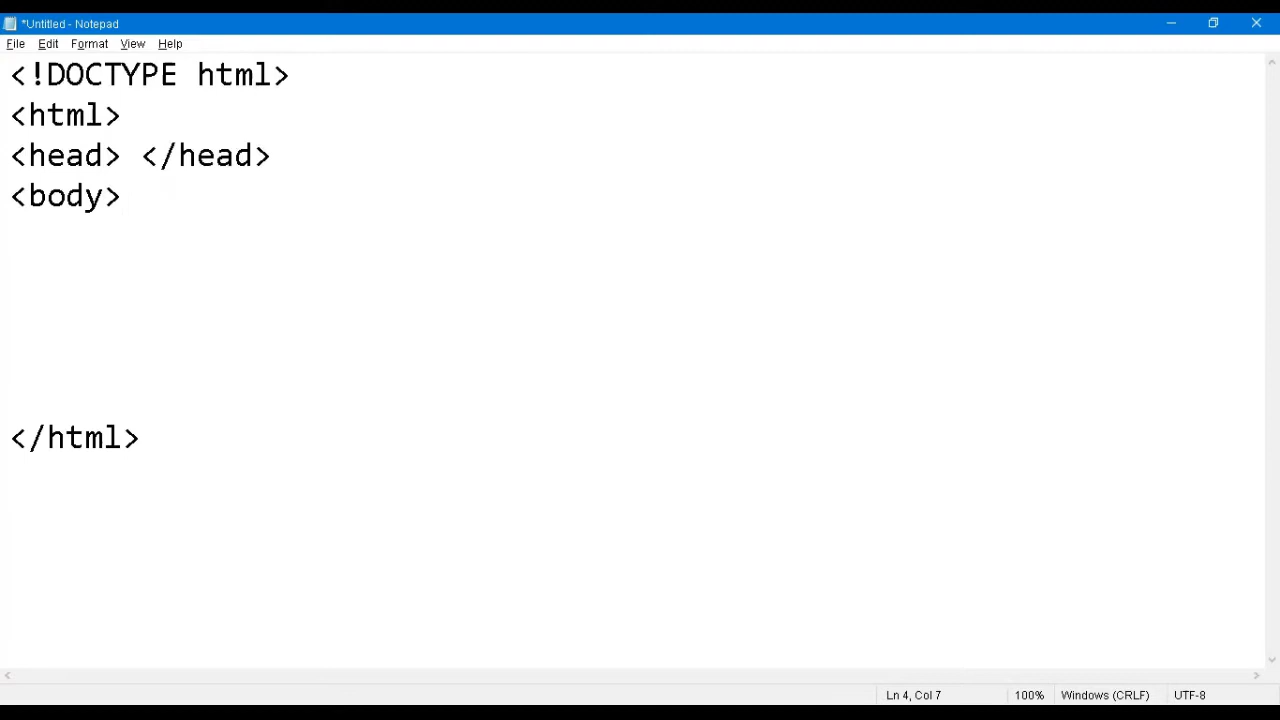 *Untitled - Notepad
File Edit Format View Help
<!DOCTYPE html>
<html>
<head> </head>
<body>
</html>
Ln 4, Col 7 100% Windows (CRLF) UTF-8